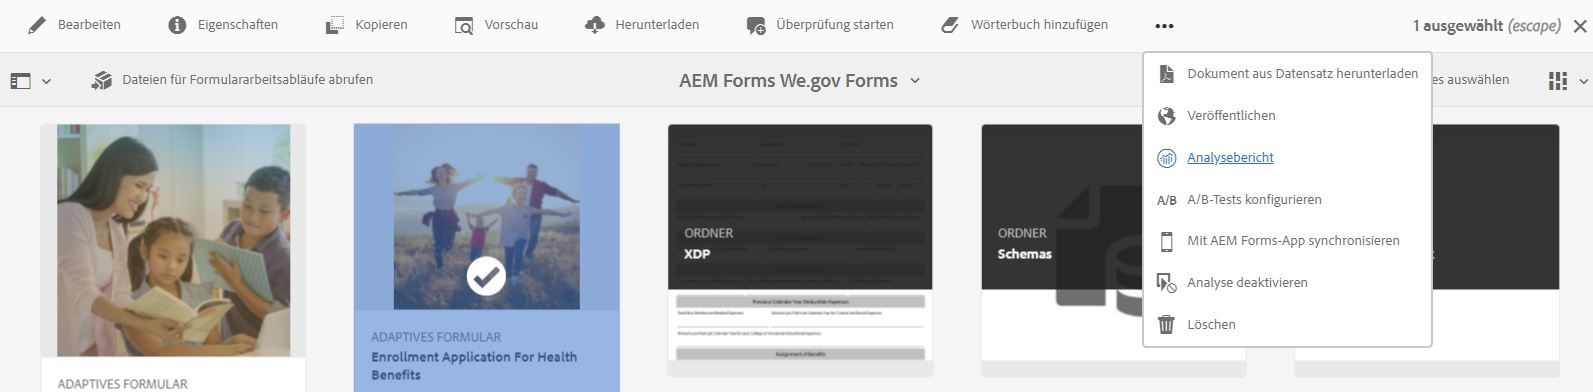 Bearbeiten Eigenschaften Kopieren Vorschau Herunterladen Überprüfung starten Wörterbuch hinzufügen 1 ausgewählt (escape)
Dateien für Formulararbeitsabläufe abrufen AEM Forms We.gov Forms es auswählen
Dokument aus Datensatz herunterladen
Veröffentlichen
Analysebericht
A/B A/B-Tests konfigurieren
Mit AEM Forms-App synchronisieren
Analyse deaktivieren
Löschen
ADAPTIVES FORMULAR
ADAPTIVES FORMULAR
Enrollment Application For Health
Benefits
ORDNER
XDP
Previous Calendar Year Deductible Expenses
Assignment of Benefits
ORDNER
Schemas